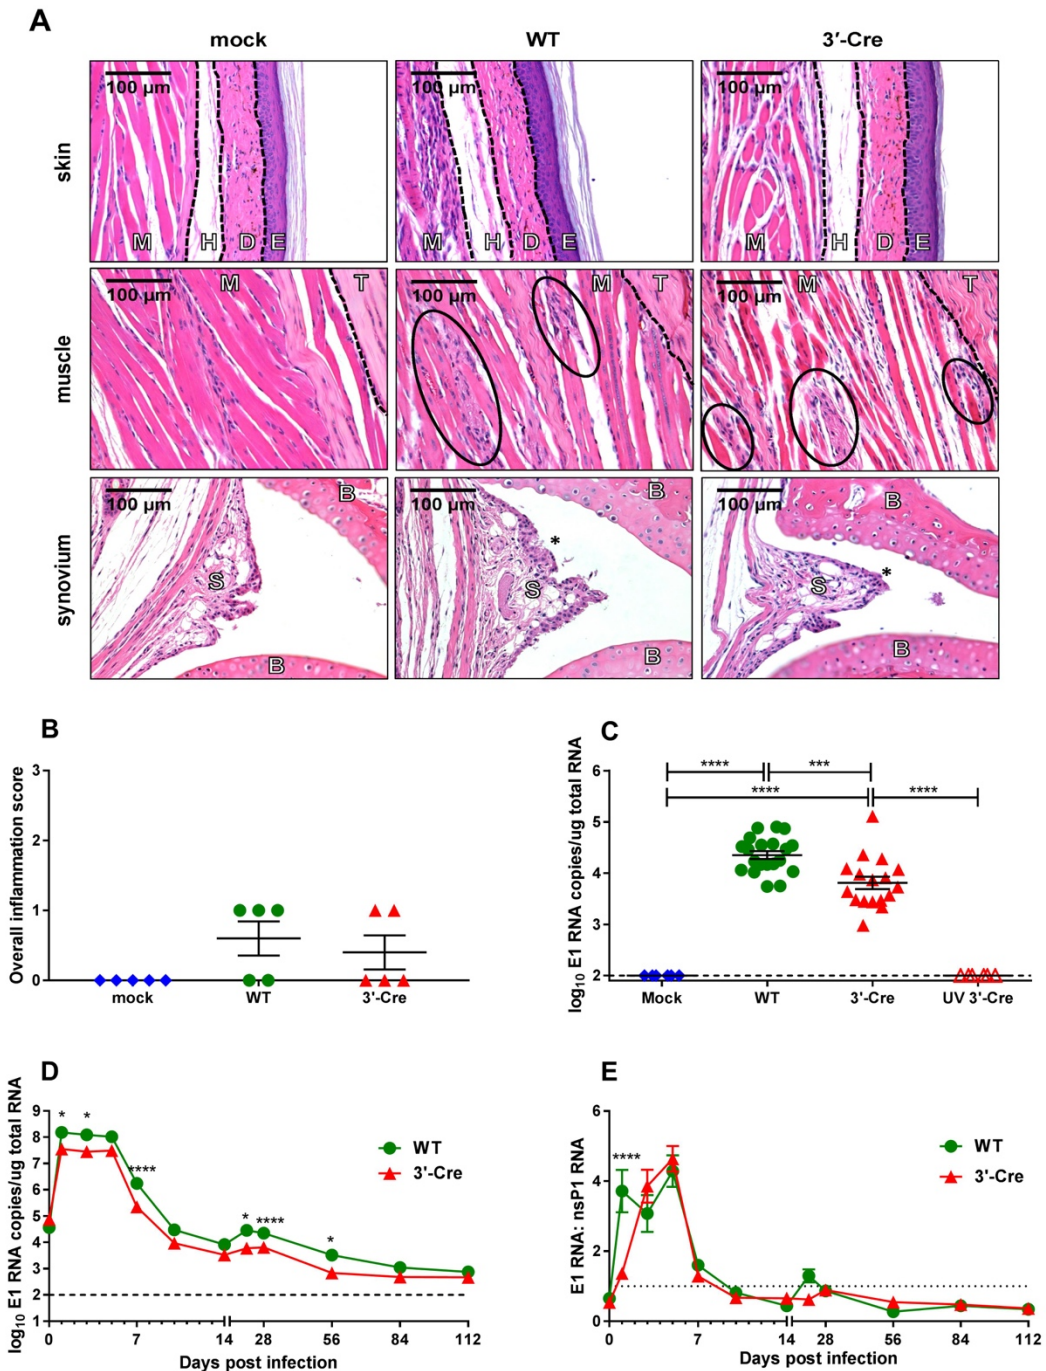 A
mock WT 3′-Cre
skin
100 µm 100 µm 100 µm
M H D E M H D E M H D E
muscle
100 µm M T 100 µm M T 100 µm M T
synovium
100 µm B 100 µm B 100 µm B
* *
S S S
B B B
B
Overall inflammation score
3
2
1
0
mock WT 3'-Cre
C
log10 E1 RNA copies/ug total RNA
6
5
4
3
2
**** ***
**** ****
Mock WT 3'-Cre UV 3'-Cre
D
log10 E1 RNA copies/ug total RNA
9
8
7
6
5
4
3
2
1
* * **** * **** *
WT
3'-Cre
0 7 14 28 56 84 112
Days post infection
E
E1 RNA: nsP1 RNA
6
4
2
0
****
WT
3'-Cre
0 7 14 28 56 84 112
Days post infection